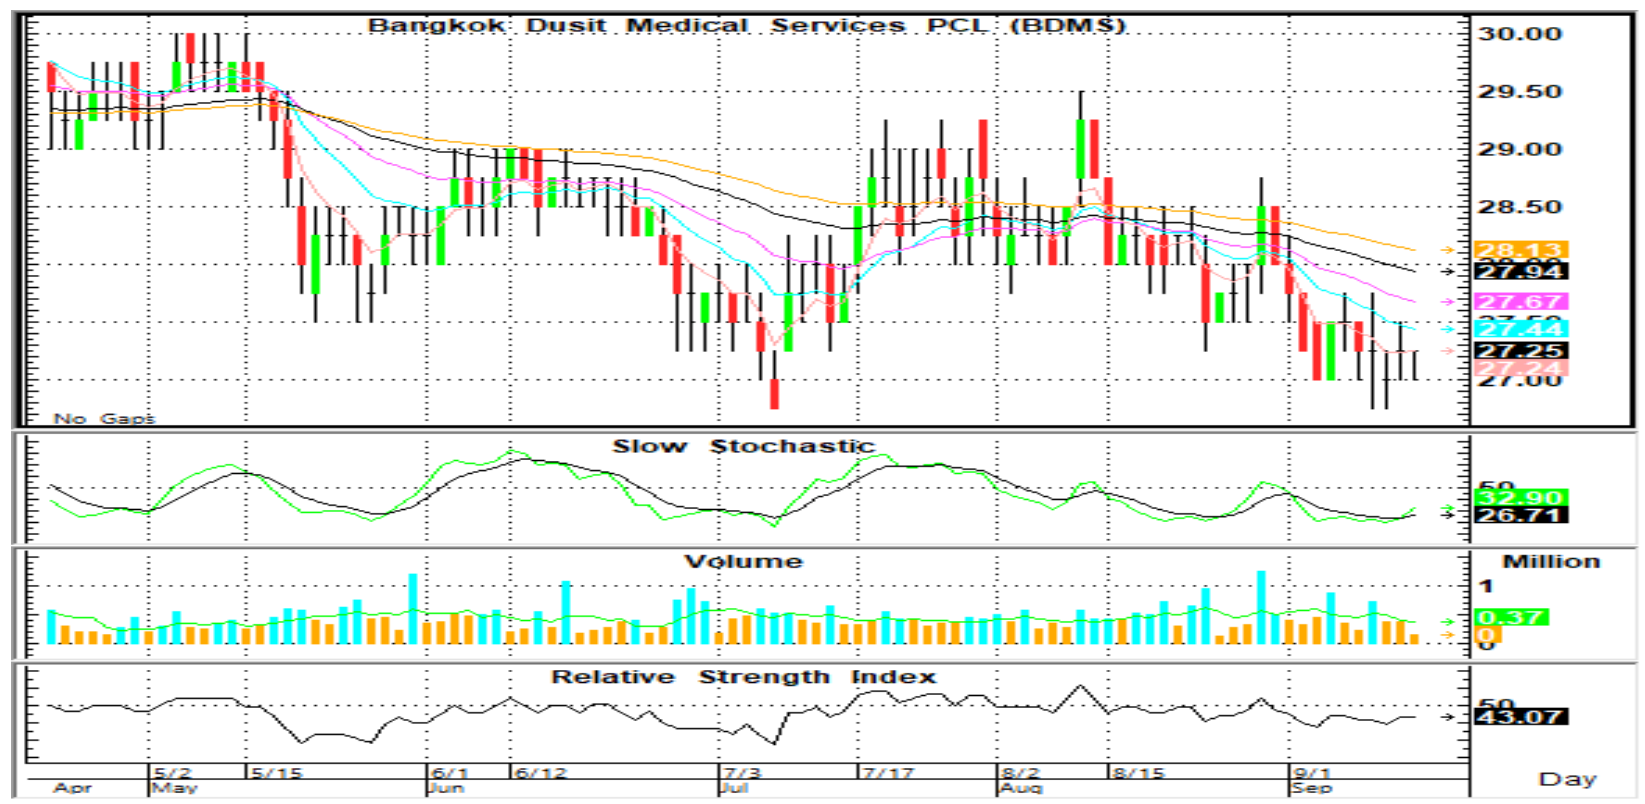 Bangkok Dusit Medical Services PCL (BDMS)
30.00
29.50
29.00
28.50
28.13
27.94
27.67
27.44
27.25
27.24
27.00
No Gaps
Slow Stochastic
50
32.90
26.71
Volume
Million
1
0.37
0
0
Relative Strength Index
50
43.07
5/2 5/15 6/1 6/12 7/3 7/17 8/2 8/15 9/1
Apr May Jun Jul Aug Sep
Day